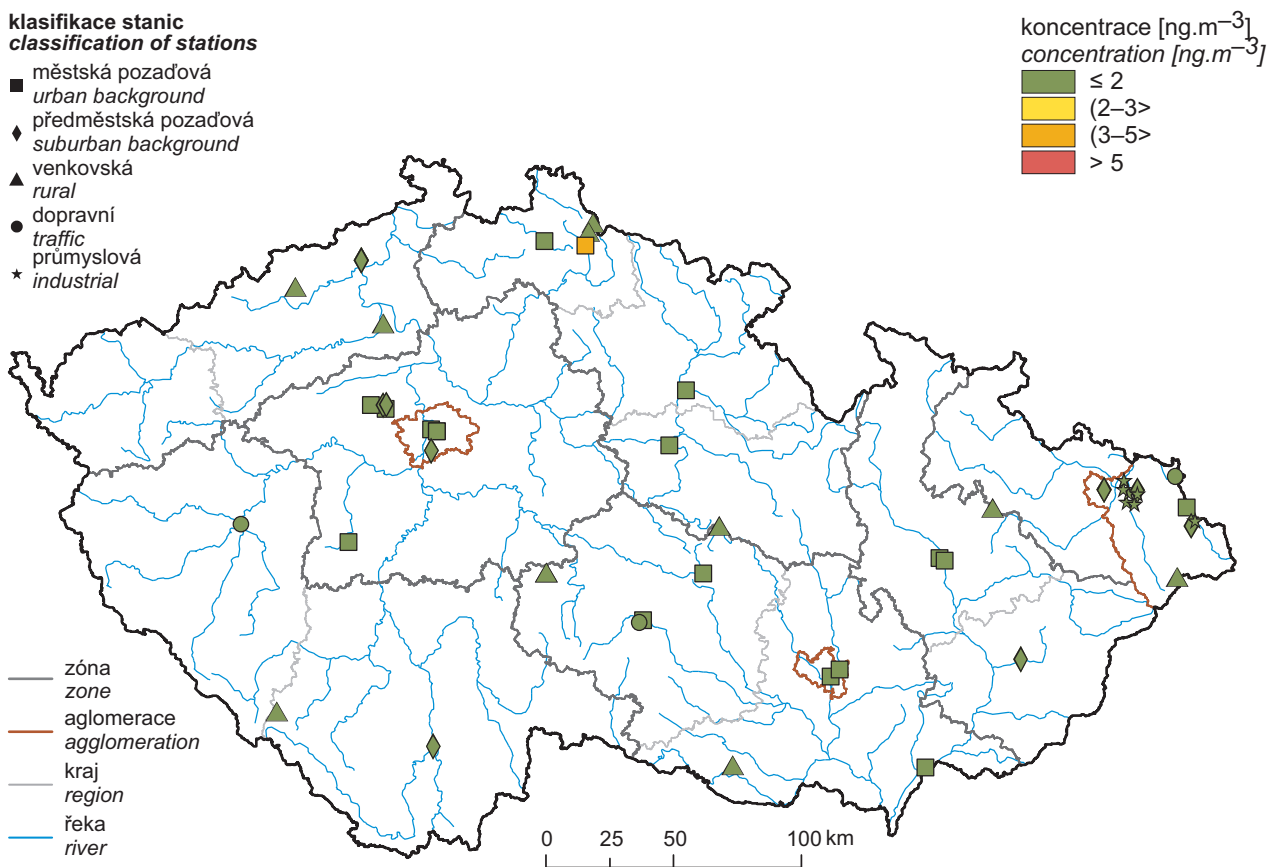 klasifikace stanic
classification of stations
městská pozaďová
urban background
předměstská pozaďová
suburban background
venkovská
rural
dopravní
traffic
průmyslová
industrial
koncentrace [ng.m⁻³]
concentration [ng.m⁻³]
≤ 2
(2–3>
(3–5>
> 5
zóna
zone
aglomerace
agglomeration
kraj
region
řeka
river
0 25 50 100 km